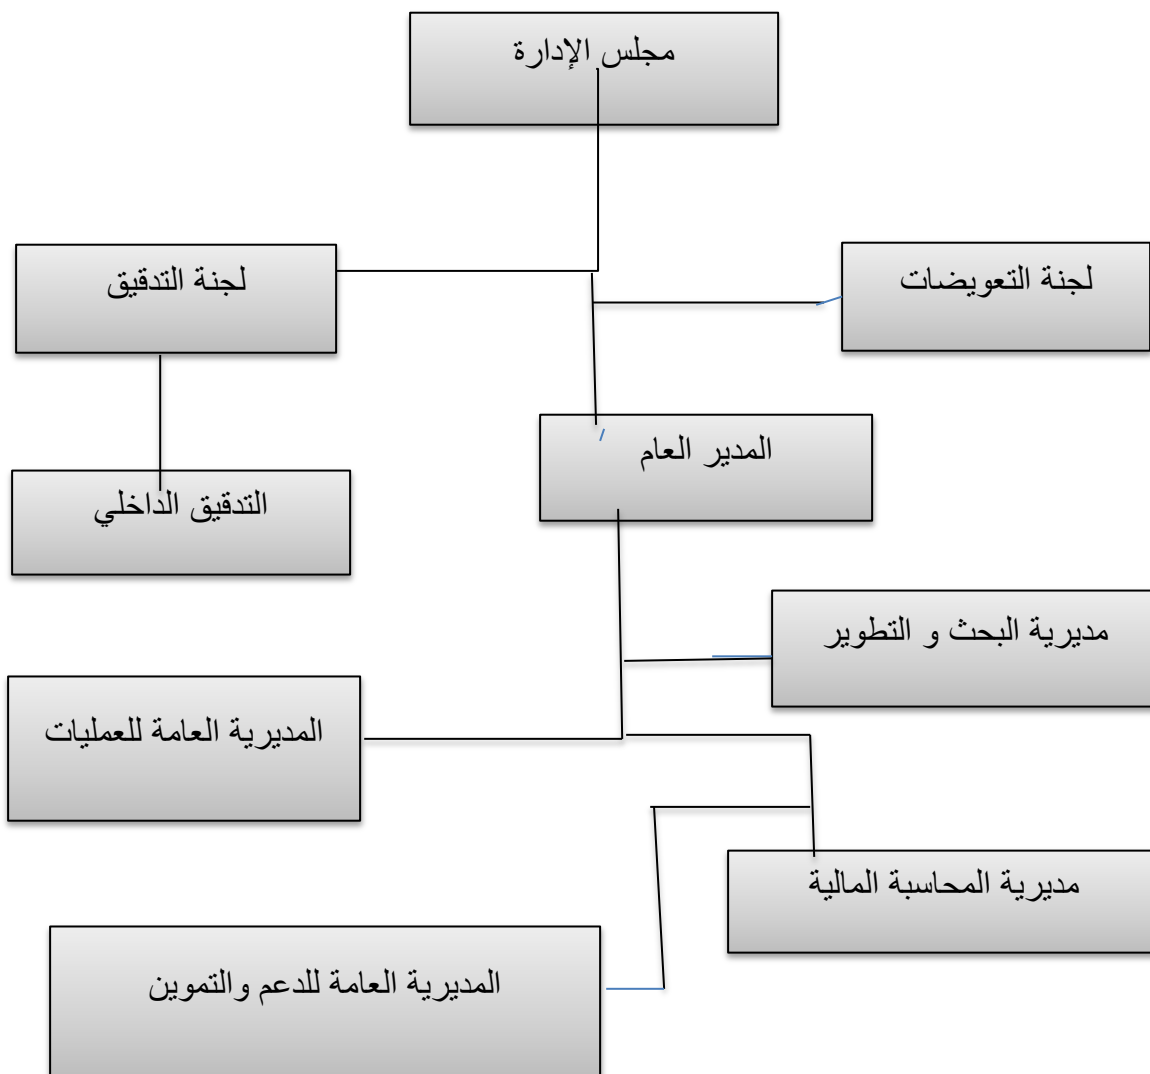 مجلس الإدارة
لجنة التعويضات
لجنة التدقيق
المدير العام
التدقيق الداخلي
مديرية البحث و التطوير
المديرية العامة للعمليات
مديرية المحاسبة المالية
المديرية العامة للدعم والتموين